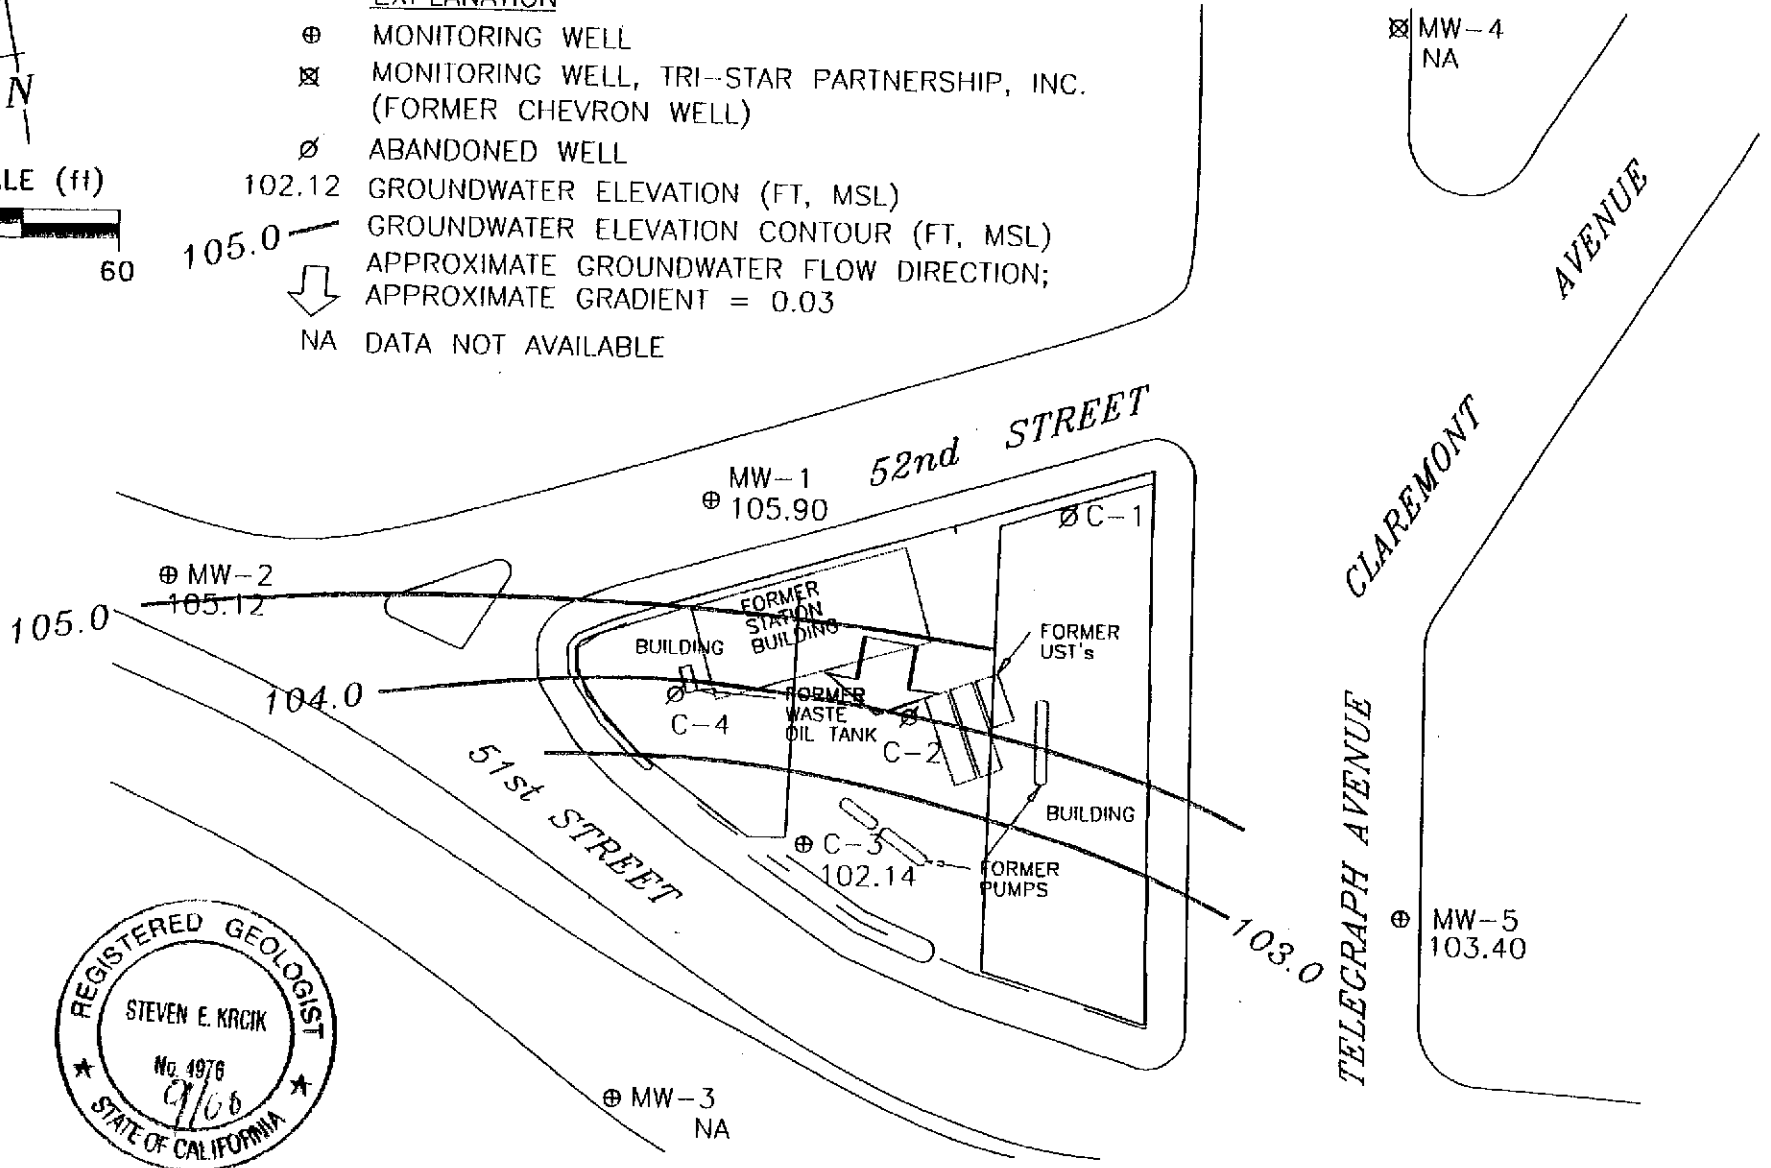 EXPLANATION
⊕ MONITORING WELL
MONITORING WELL, TRI-STAR PARTNERSHIP, INC.
(FORMER CHEVRON WELL)
Ø ABANDONED WELL
102.12 GROUNDWATER ELEVATION (FT, MSL)
105.0 GROUNDWATER ELEVATION CONTOUR (FT, MSL)
APPROXIMATE GROUNDWATER FLOW DIRECTION;
APPROXIMATE GRADIENT = 0.03
NA DATA NOT AVAILABLE
N
LE (ft)
60
MW-4
NA
CLAREMONT AVENUE
52nd STREET
MW-1
105.90
C-1
MW-2
105.12
105.0
FORMER
STATION
BUILDING
BUILDING
FORMER
UST's
104.0
C-4
FORMER
WASTE
OIL TANK
C-2
51st STREET
BUILDING
C-3
102.14
FORMER
PUMPS
103.0
TELEGRAPH AVENUE
MW-5
103.40
REGISTERED GEOLOGIST
STEVEN E. KRCIK
No. 4976
STATE OF CALIFORNIA
MW-3
NA